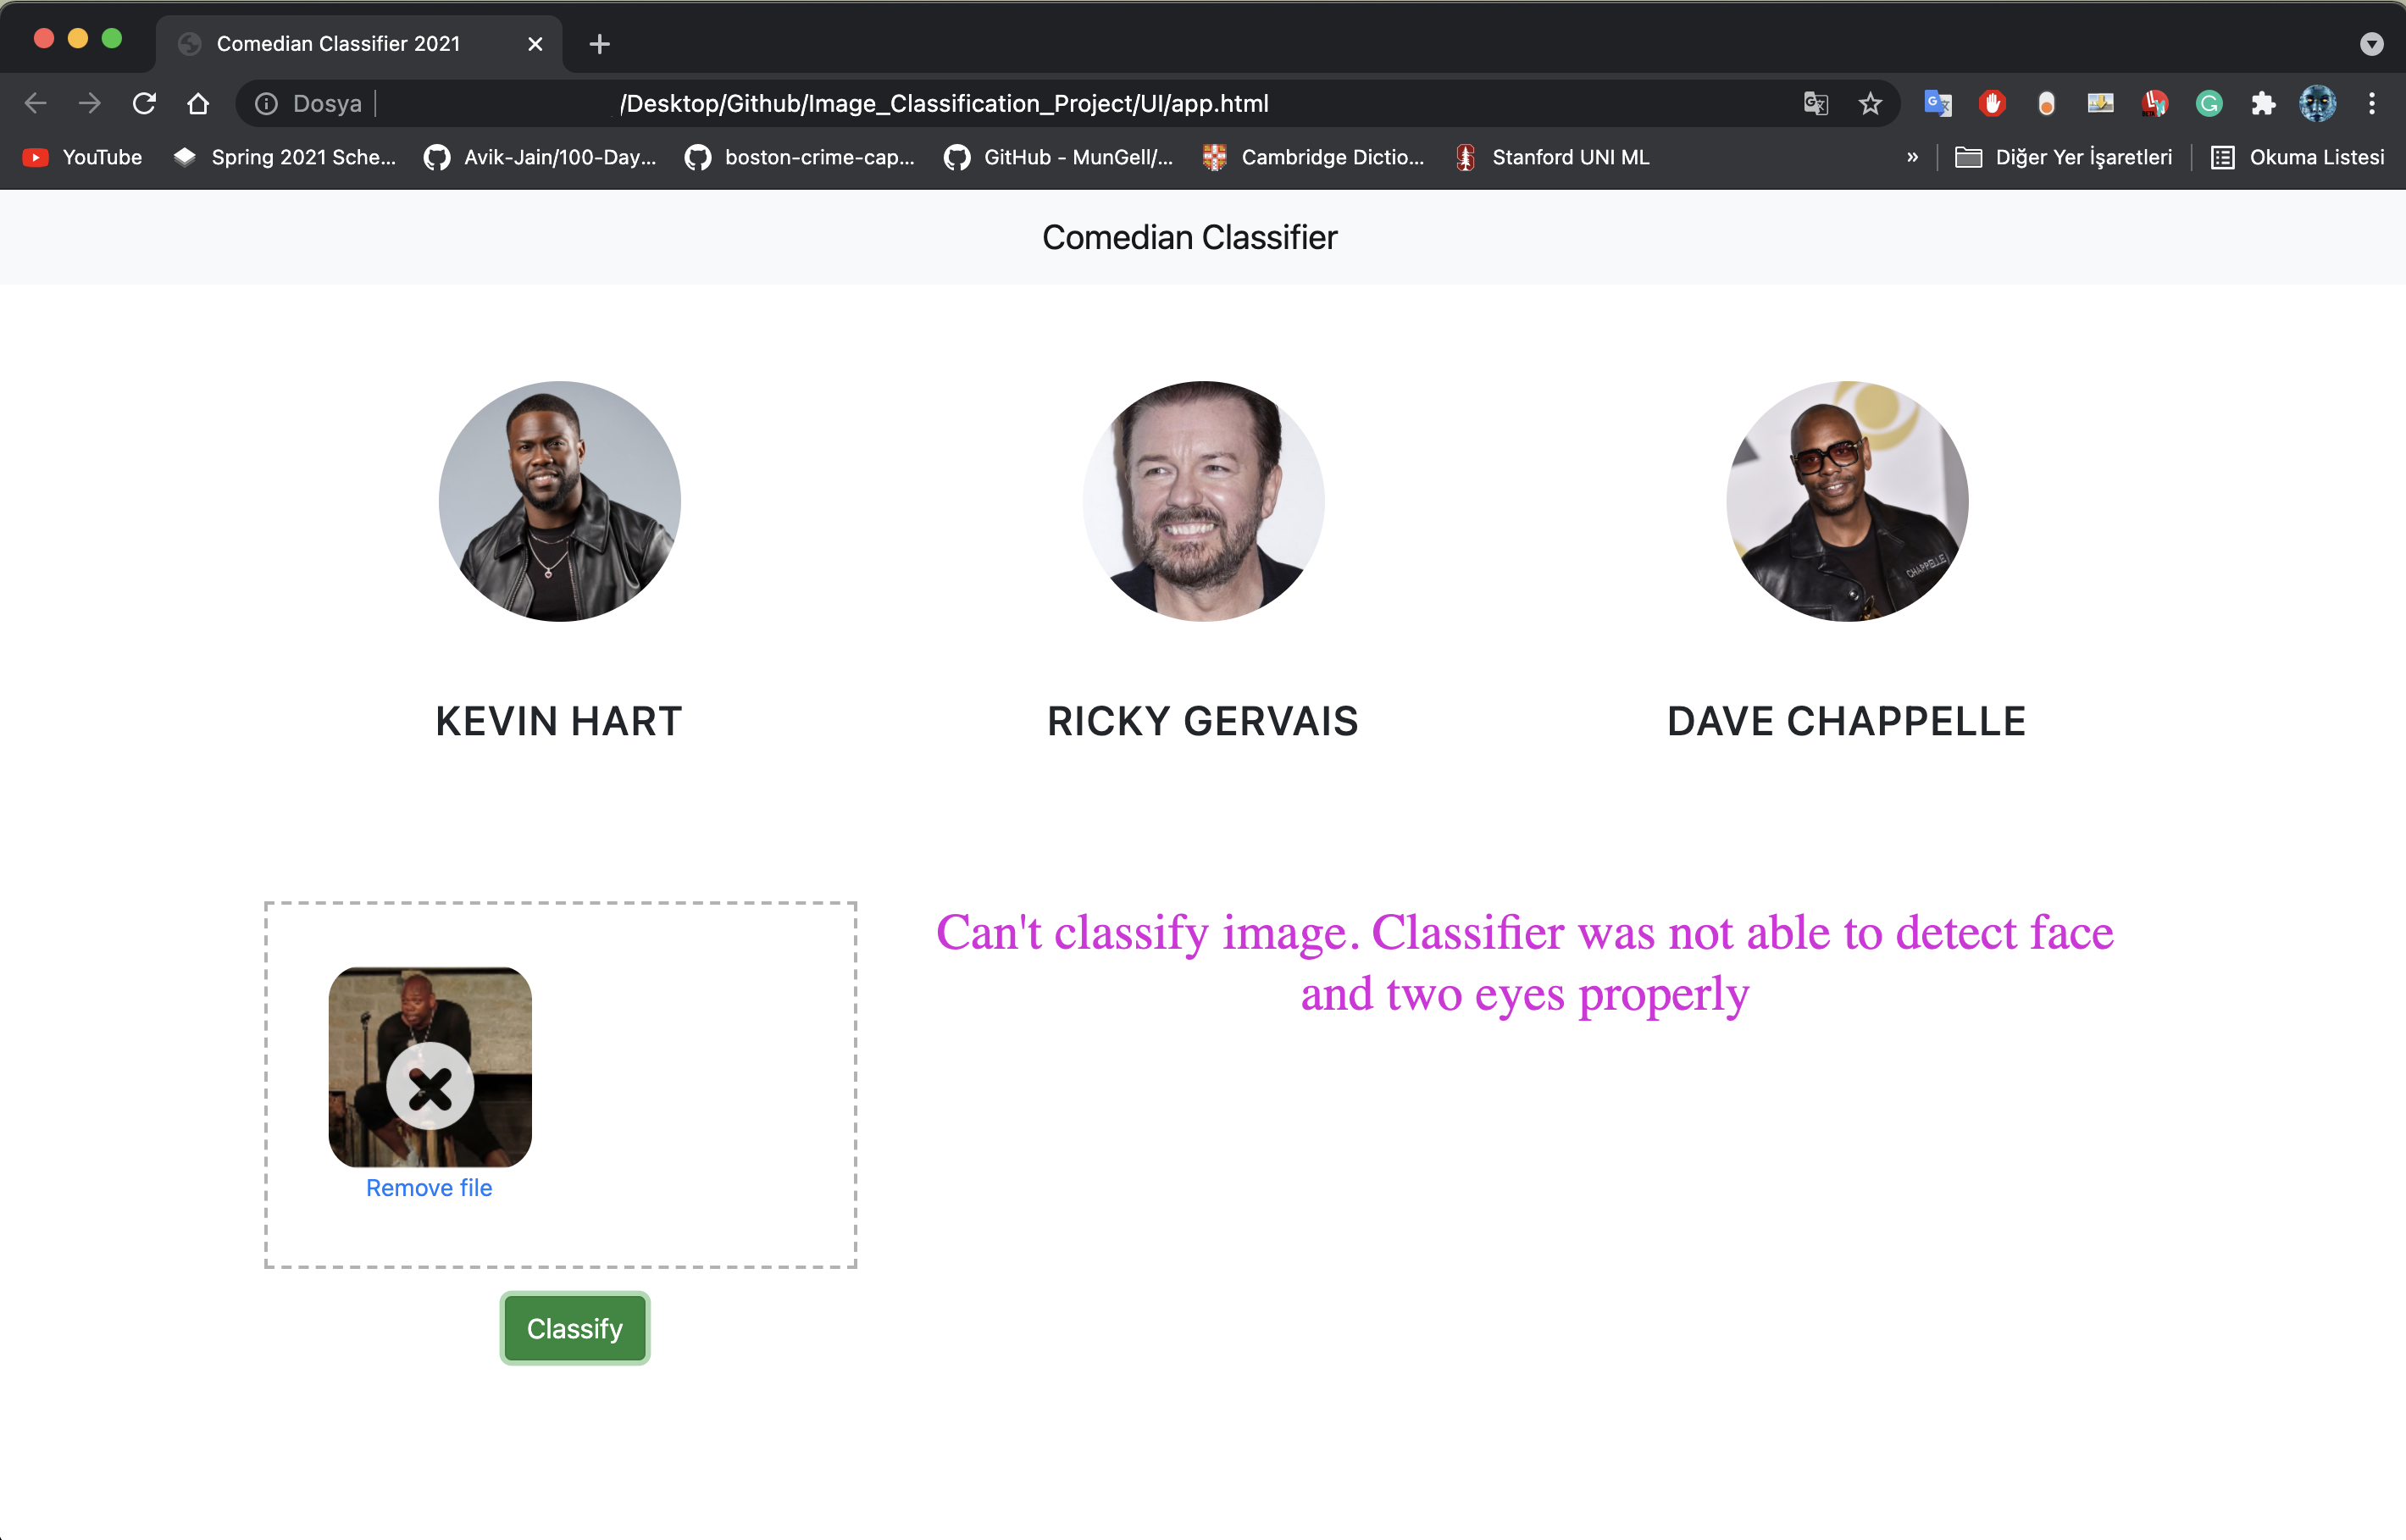 Comedian Classifier 2021
Dosya /Desktop/Github/Image_Classification_Project/UI/app.html
YouTube Spring 2021 Sche... Avik-Jain/100-Day... boston-crime-cap... GitHub - MunGell/... Cambridge Dictio... Stanford UNI ML » Diğer Yer İşaretleri Okuma Listesi
Comedian Classifier
CHAPPELLE
KEVIN HART RICKY GERVAIS DAVE CHAPPELLE
Can't classify image. Classifier was not able to detect face
and two eyes properly
Remove file
Classify